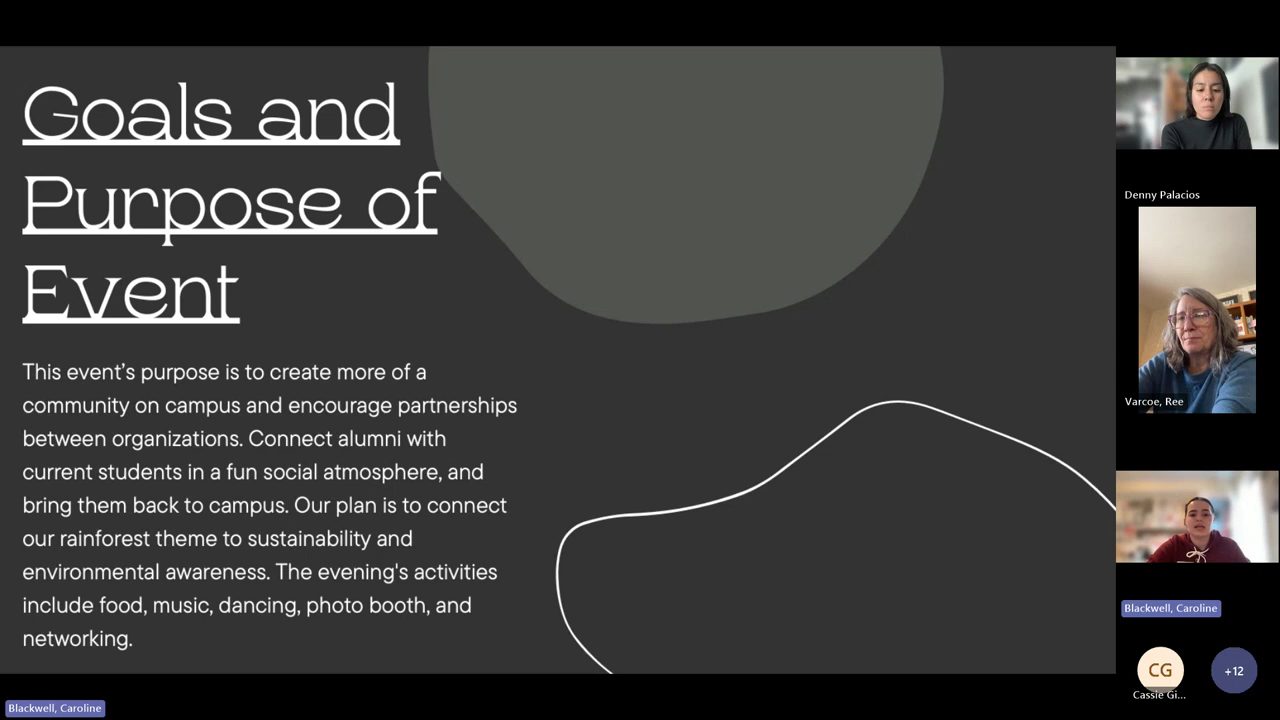 Goals and
Purpose of
Event
This event's purpose is to create more of a
community on campus and encourage partnerships
between organizations. Connect alumni with
current students in a fun social atmosphere, and
bring them back to campus. Our plan is to connect
our rainforest theme to sustainability and
environmental awareness. The evening's activities
include food, music, dancing, photo booth, and
networking.
Blackwell, Caroline
Denny Palacios
Varcoe, Ree
Blackwell, Caroline
CG
Cassie Gi...
+12